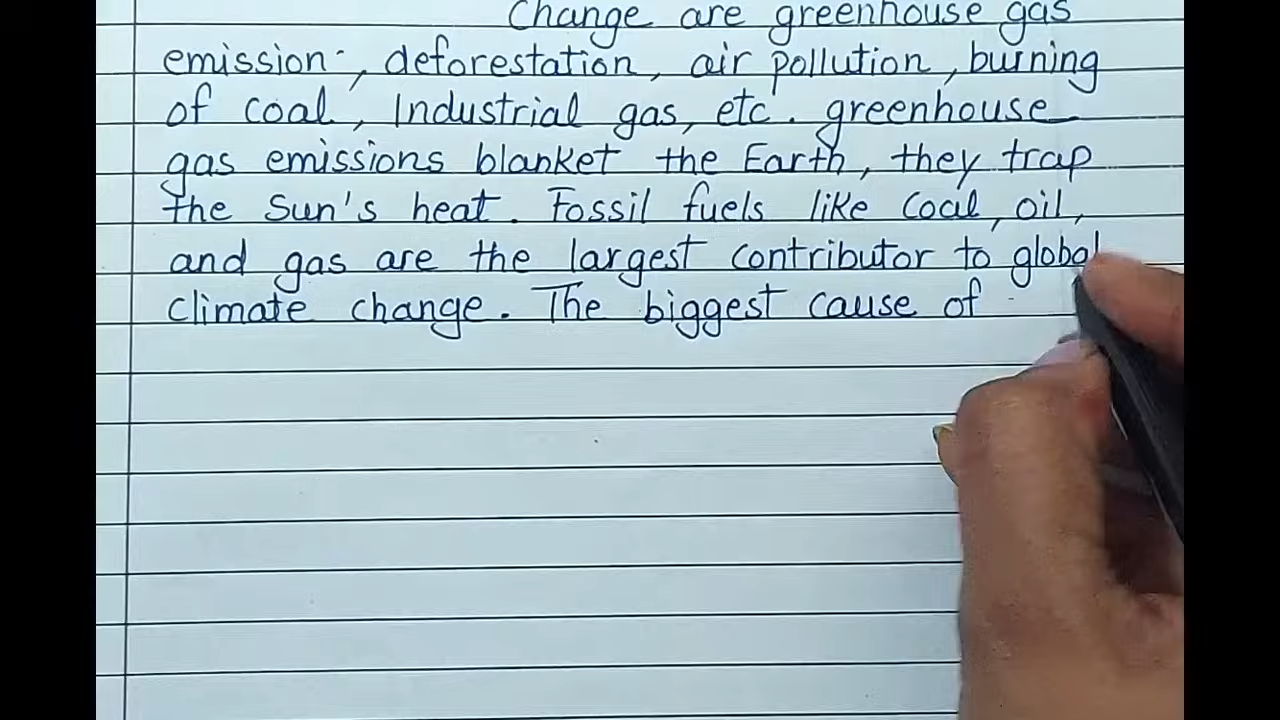 Change are greenhouse gas
emission, deforestation, air pollution, burning
of coal, Industrial gas, etc. greenhouse
gas emissions blanket the Earth, they trap
the Sun's heat. Fossil fuels like coal, oil,
and gas are the largest contributor to global
climate change. The biggest cause of